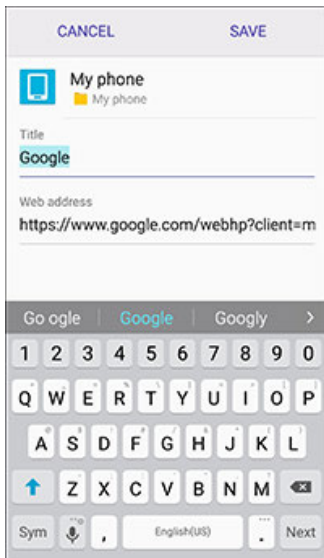 CANCEL SAVE
My phone
My phone
Title
Google
Web address
https://www.google.com/webhp?client=m
Go ogle Google Googly >
1 2 3 4 5 6 7 8 9 0
Q W E R T Y U I O P
A S D F G H J K L
Z X C V B N M
Sym , English(US) . Next